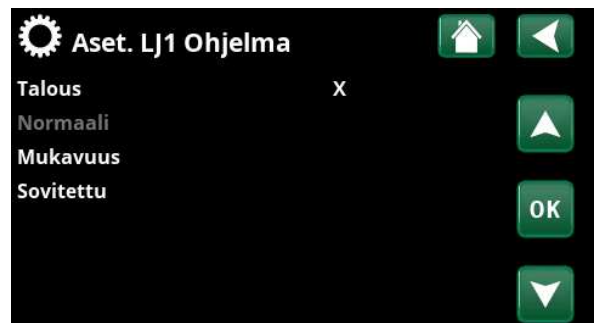 Aset. LJ1 Ohjelma
Talous X
Normaali
Mukavuus
Sovitettu
OK